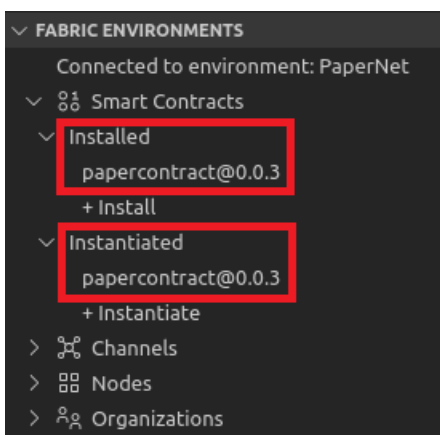 FABRIC ENVIRONMENTS
Connected to environment: PaperNet
Smart Contracts
Installed
papercontract@0.0.3
+ Install
Instantiated
papercontract@0.0.3
+ Instantiate
Channels
Nodes
Organizations